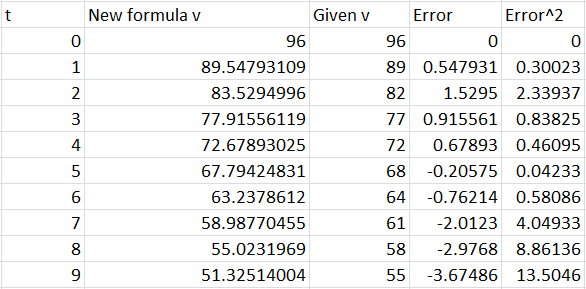 t New formula v Given v Error Error^2
0 96 96 0 0
1 89.54793109 89 0.547931 0.30023
2 83.5294996 82 1.5295 2.33937
3 77.91556119 77 0.915561 0.83825
4 72.67893025 72 0.67893 0.46095
5 67.79424831 68 -0.20575 0.04233
6 63.2378612 64 -0.76214 0.58086
7 58.98770455 61 -2.0123 4.04933
8 55.0231969 58 -2.9768 8.86136
9 51.32514004 55 -3.67486 13.5046